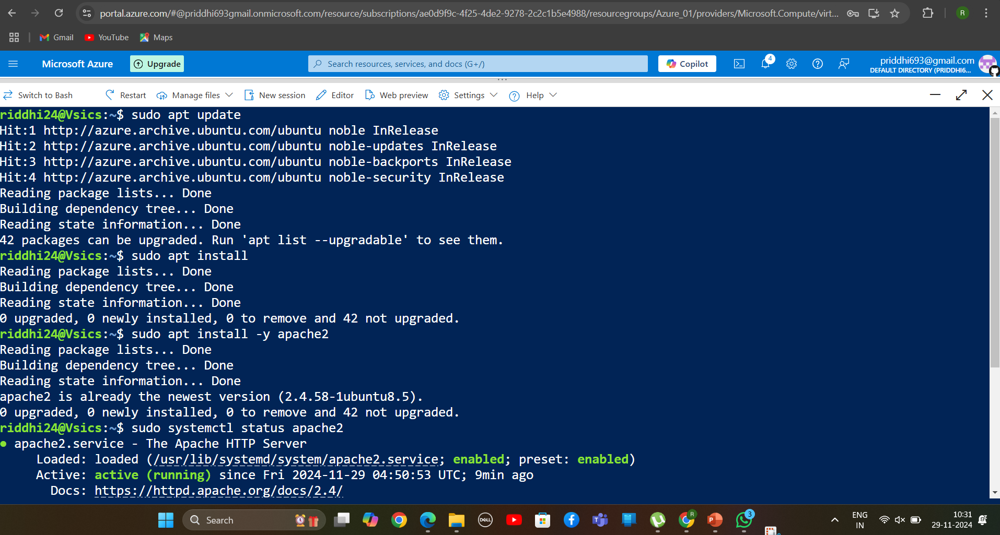 portal.azure.com/#@priddhi693gmail.onmicrosoft.com/resource/subscriptions/ae0d9f9c-4f25-4de2-9278-2c2c1b5e4988/resourcegroups/Azure_01/providers/Microsoft.Compute/virt... R
Gmail YouTube Maps
Microsoft Azure Upgrade Search resources, services, and docs (G+/) Copilot 4 priddhi693@gmail.com
DEFAULT DIRECTORY (PRIDDHI6...
Switch to Bash Restart Manage files New session Editor Web preview Settings Help
riddhi24@Vsics:~$ sudo apt update
Hit:1 http://azure.archive.ubuntu.com/ubuntu noble InRelease
Hit:2 http://azure.archive.ubuntu.com/ubuntu noble-updates InRelease
Hit:3 http://azure.archive.ubuntu.com/ubuntu noble-backports InRelease
Hit:4 http://azure.archive.ubuntu.com/ubuntu noble-security InRelease
Reading package lists... Done
Building dependency tree... Done
Reading state information... Done
42 packages can be upgraded. Run 'apt list --upgradable' to see them.
riddhi24@Vsics:~$ sudo apt install
Reading package lists... Done
Building dependency tree... Done
Reading state information... Done
0 upgraded, 0 newly installed, 0 to remove and 42 not upgraded.
riddhi24@Vsics:~$ sudo apt install -y apache2
Reading package lists... Done
Building dependency tree... Done
Reading state information... Done
apache2 is already the newest version (2.4.58-1ubuntu8.5).
0 upgraded, 0 newly installed, 0 to remove and 42 not upgraded.
riddhi24@Vsics:~$ sudo systemctl status apache2
● apache2.service - The Apache HTTP Server
Loaded: loaded (/usr/lib/systemd/system/apache2.service; enabled; preset: enabled)
Active: active (running) since Fri 2024-11-29 04:50:53 UTC; 9min ago
Docs: https://httpd.apache.org/docs/2.4/
Search DELL R P 3 ENG 10:31
IN 29-11-2024